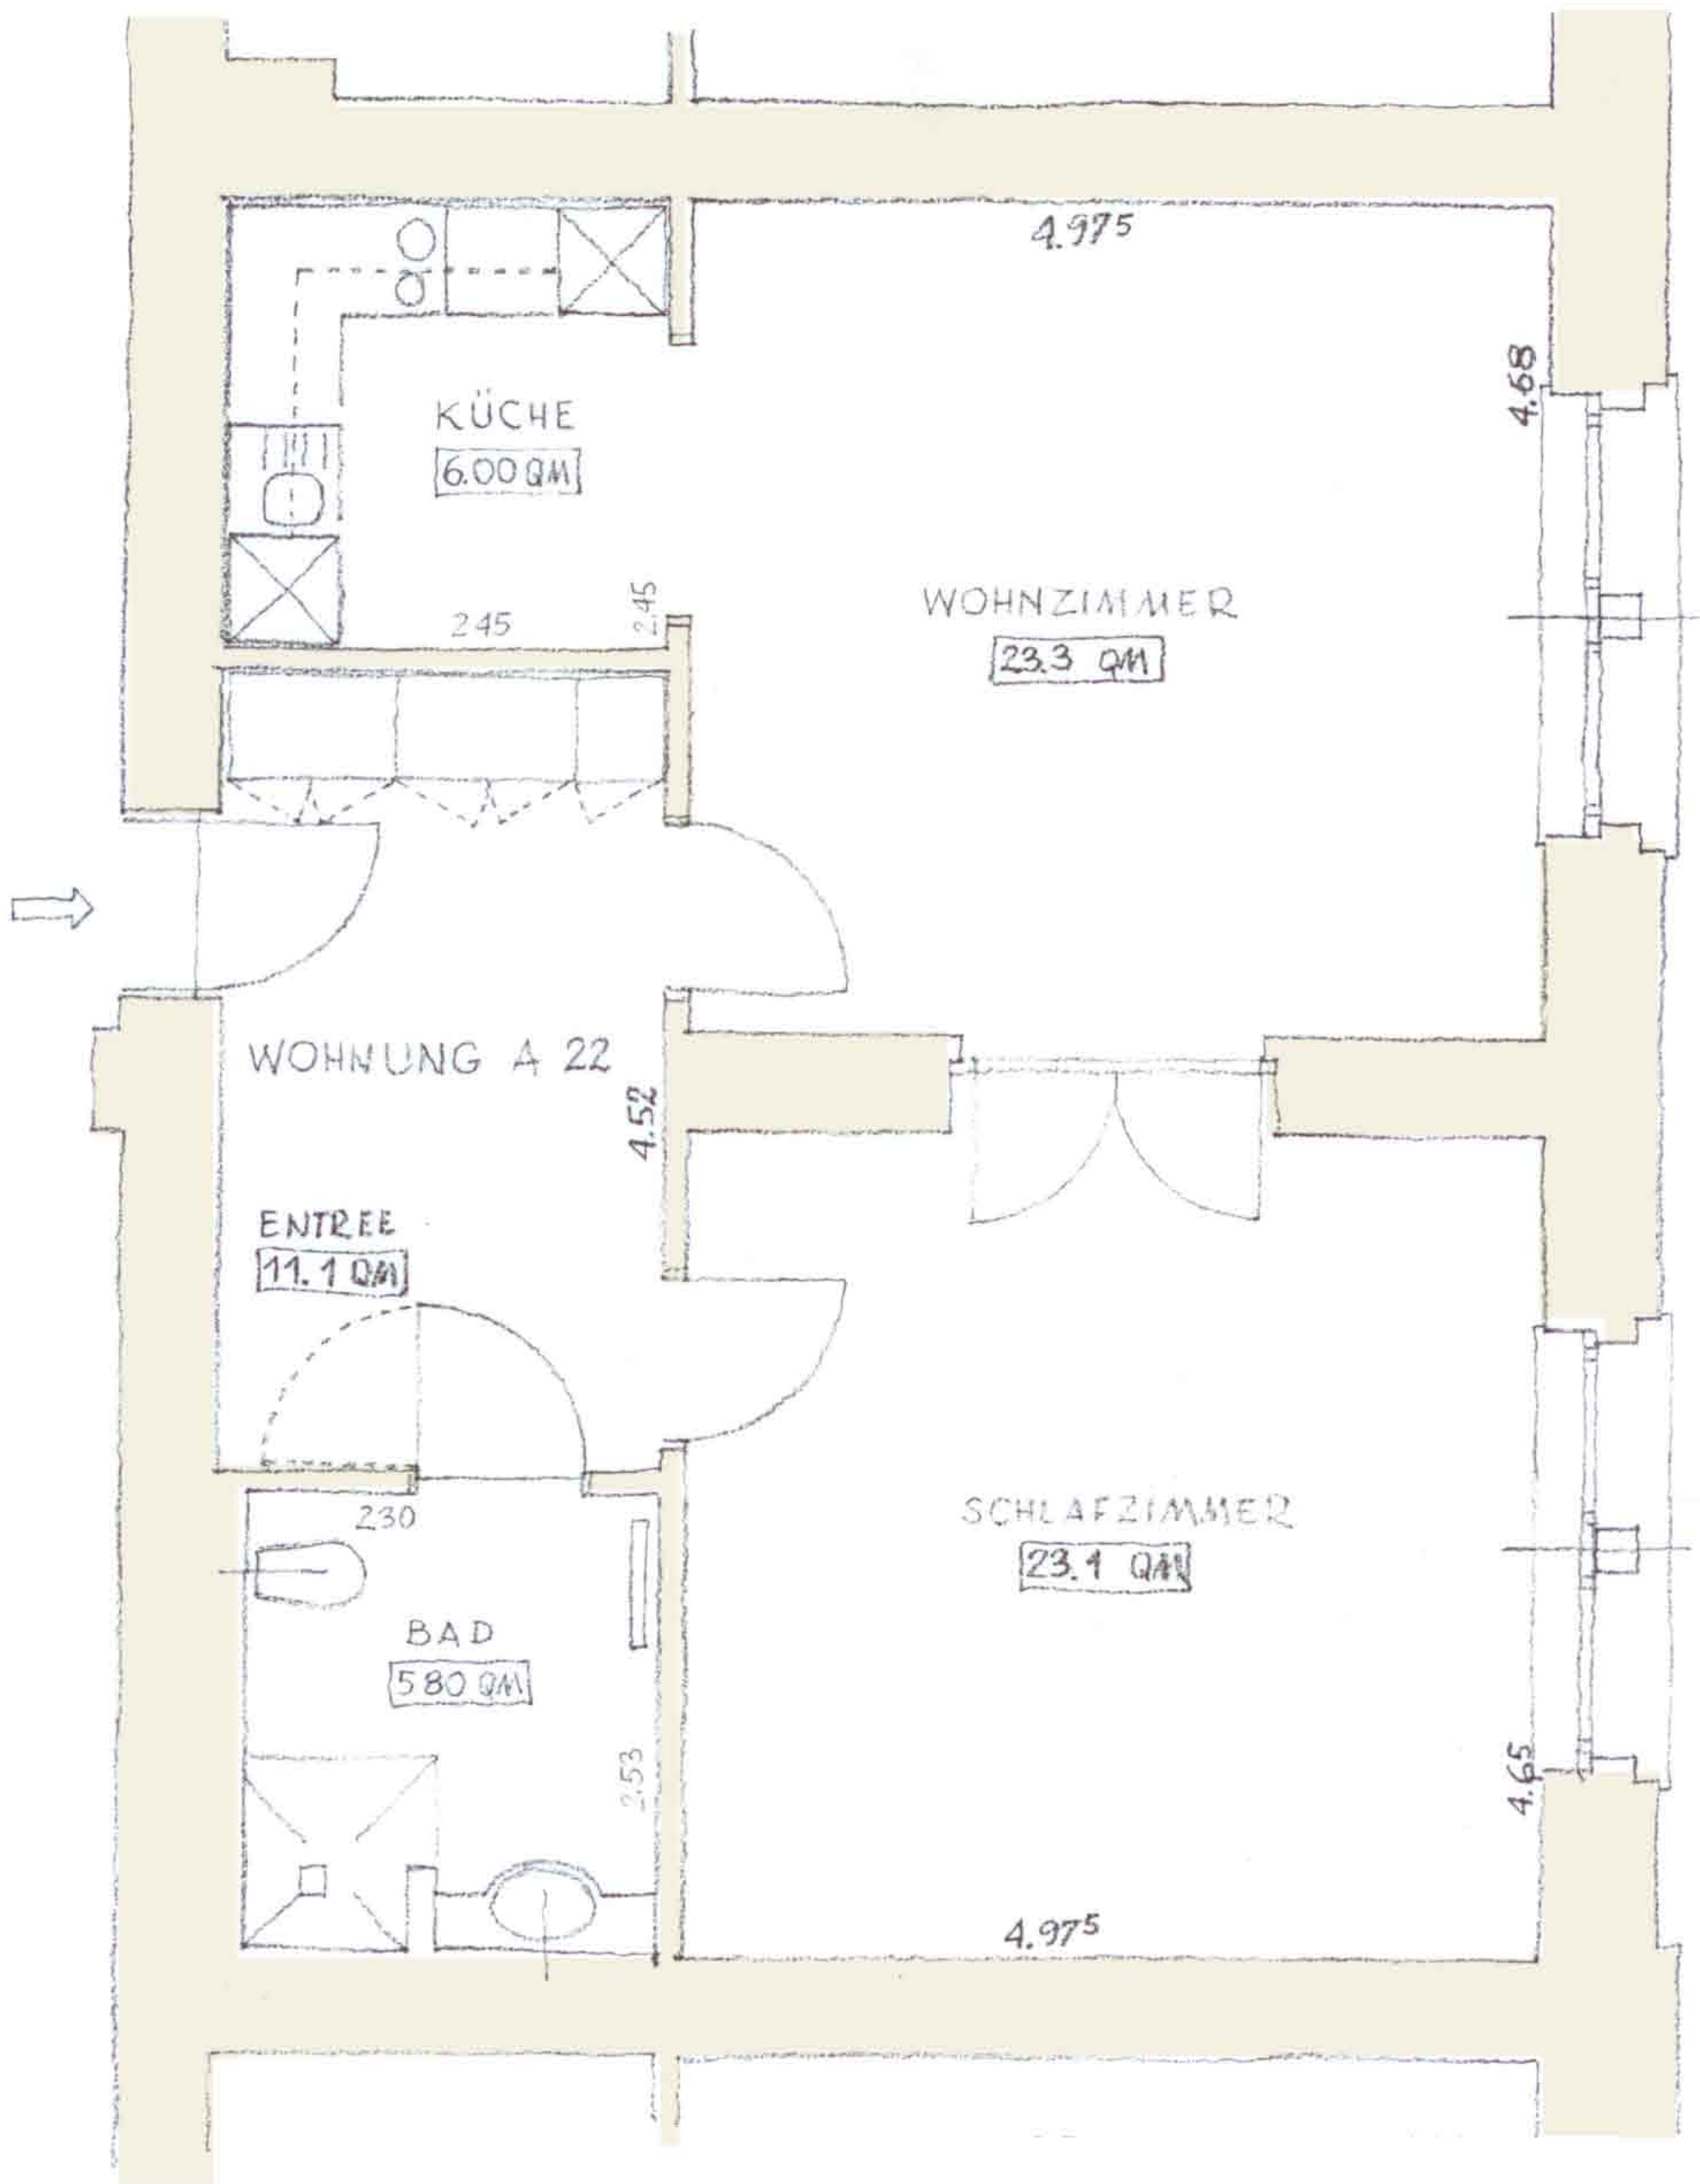 4.97⁵
4.68
KÜCHE
6.00 QM
245
2.45
WOHNZIMMER
23.3 QM
WOHNUNG A 22
4.52
ENTREE
11.1 QM
230
BAD
5 80 QM
2.53
SCHLAFZIMMER
23.1 QM
4.65
4.97⁵